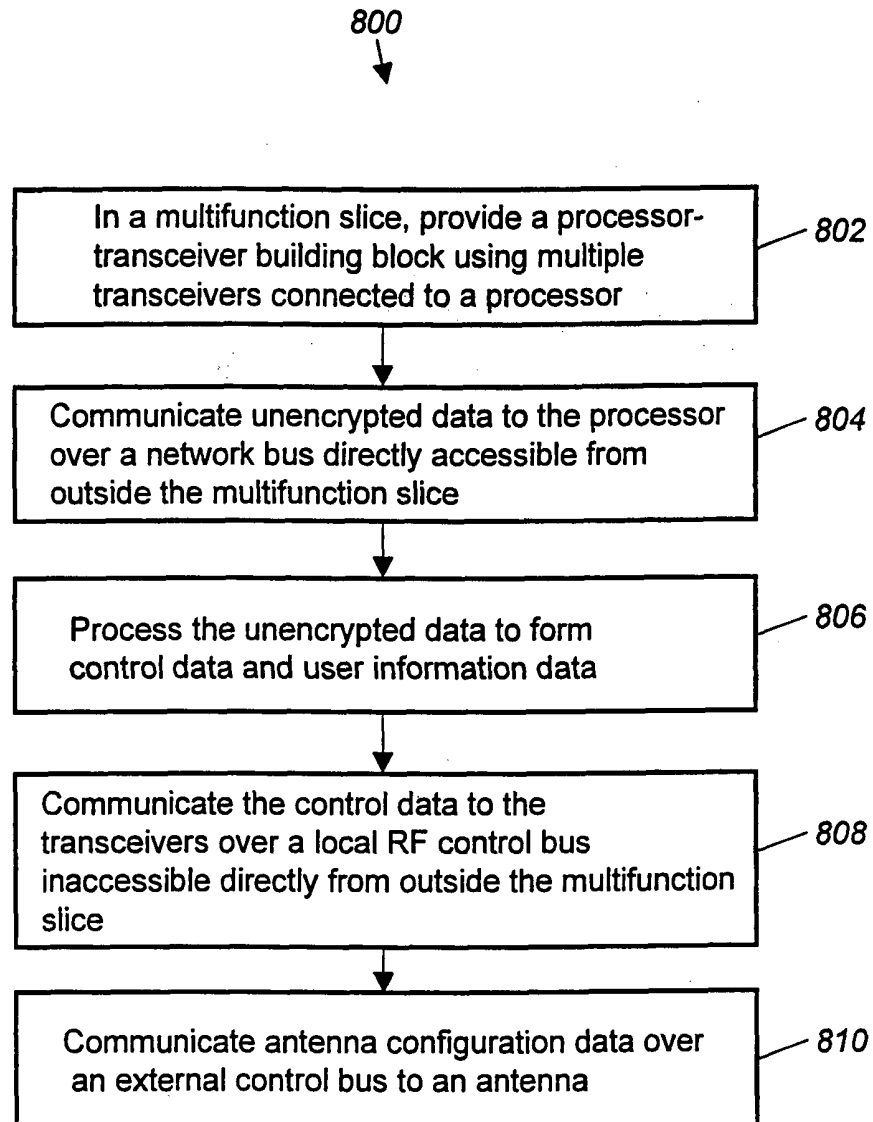 800
In a multifunction slice, provide a processor-
transceiver building block using multiple
transceivers connected to a processor
802
Communicate unencrypted data to the processor
over a network bus directly accessible from
outside the multifunction slice
804
Process the unencrypted data to form
control data and user information data
806
Communicate the control data to the
transceivers over a local RF control bus
inaccessible directly from outside the multifunction
slice
808
Communicate antenna configuration data over
an external control bus to an antenna
810